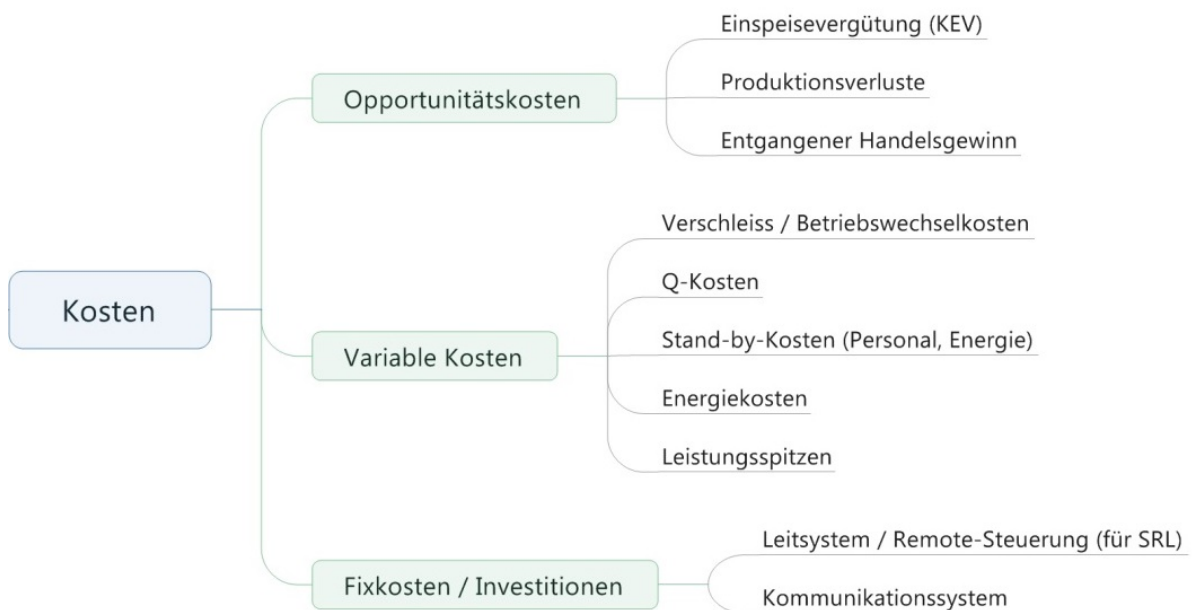 Kosten
Opportunitätskosten
Einspeisevergütung (KEV)
Produktionsverluste
Entgangener Handelsgewinn
Variable Kosten
Verschleiss / Betriebswechselkosten
Q-Kosten
Stand-by-Kosten (Personal, Energie)
Energiekosten
Leistungsspitzen
Fixkosten / Investitionen
Leitsystem / Remote-Steuerung (für SRL)
Kommunikationssystem